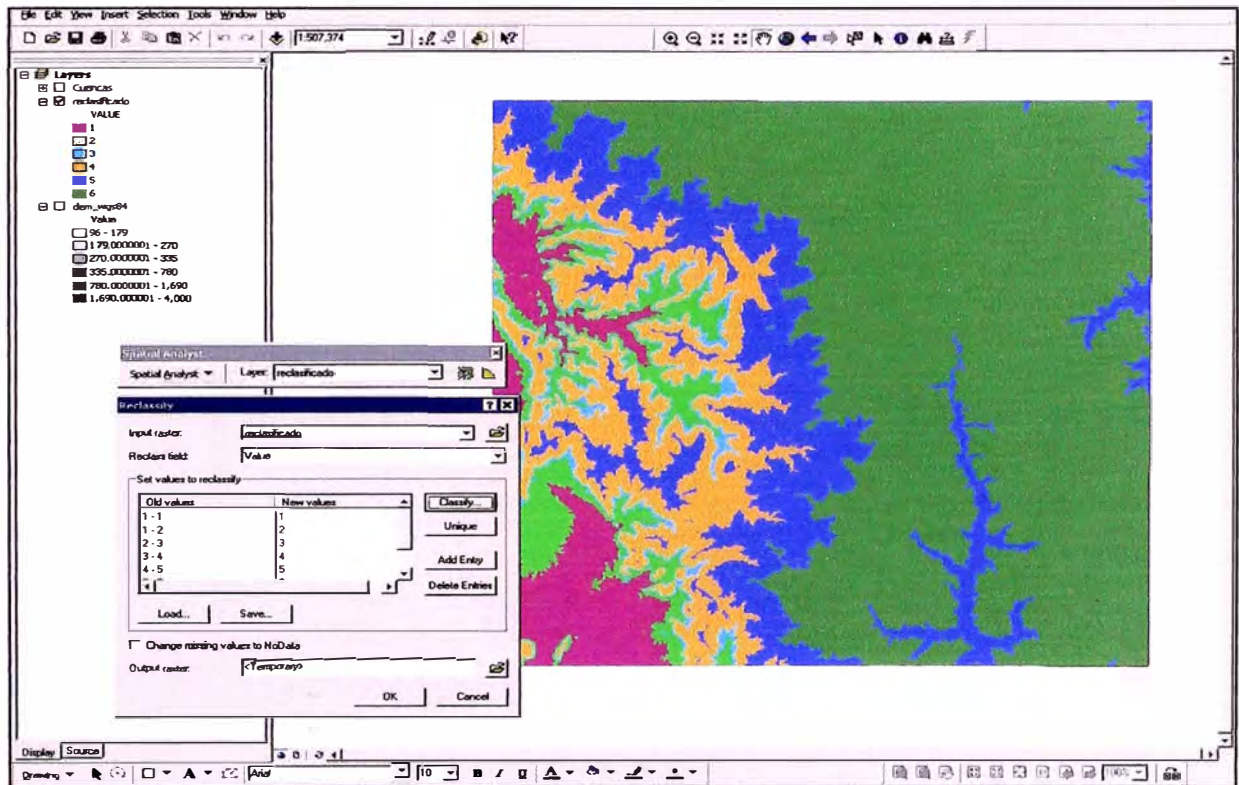 File Edit View Insert Selection Tools Window Help
1:507,374
Layers
Cuencas
reclasificado
VALUE
1
2
3
4
5
6
dem_wgs84
Value
96 - 179
179.0000001 - 270
270.0000001 - 335
335.0000001 - 780
780.0000001 - 1,690
1,690.000001 - 4,000
Spatial Analyst
Spatial Analyst Layer: reclasificado
Reclassify
Input raster: reclasificado
Reclass field: Value
Set values to reclassify
Old values New values
1 - 1 1
1 - 2 2
2 - 3 3
3 - 4 4
4 - 5 5
Classify...
Unique
Add Entry
Delete Entries
Load... Save...
Change missing values to NoData
Output raster: <Temporary>
OK Cancel
Display Source
Drawing A Arial 10 B I U A 100%